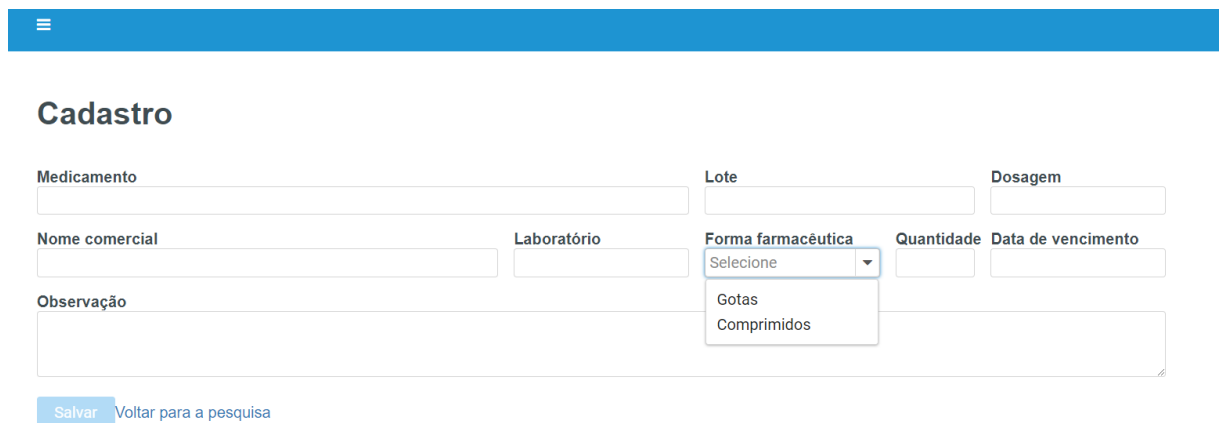 Cadastro
Medicamento Lote Dosagem
Nome comercial Laboratório Forma farmacêutica Quantidade Data de vencimento
Selecione
Gotas
Comprimidos
Observação
Salvar Voltar para a pesquisa